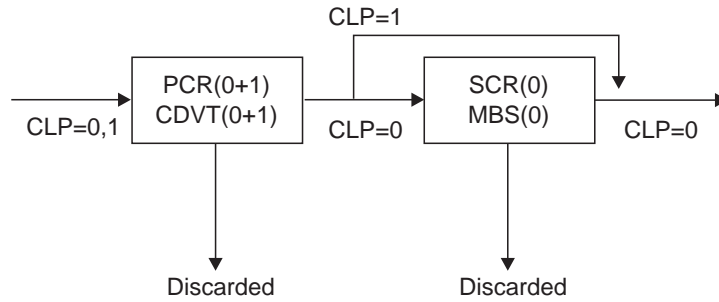 CLP=1
PCR(0+1)
CDVT(0+1)
SCR(0)
MBS(0)
CLP=0,1
CLP=0
CLP=0
Discarded
Discarded